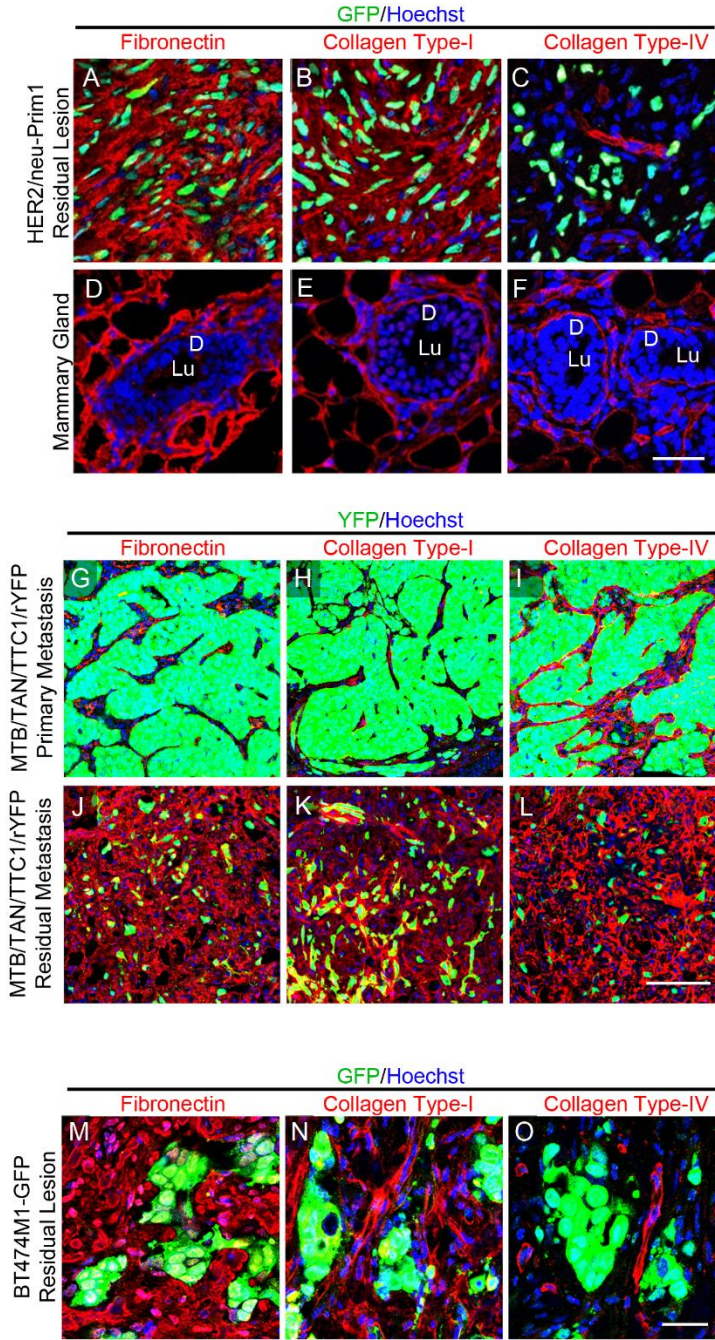 GFP/Hoechst
Fibronectin Collagen Type-I Collagen Type-IV
HER2/neu-Prim1
Residual Lesion
A B C
Mammary Gland
D E F
D D D D
Lu Lu Lu Lu
YFP/Hoechst
Fibronectin Collagen Type-I Collagen Type-IV
MTB/TAN/TTC1/rYFP
Primary Metastasis
G H I
MTB/TAN/TTC1/rYFP
Residual Metastasis
J K L
GFP/Hoechst
Fibronectin Collagen Type-I Collagen Type-IV
BT474M1-GFP
Residual Lesion
M N O